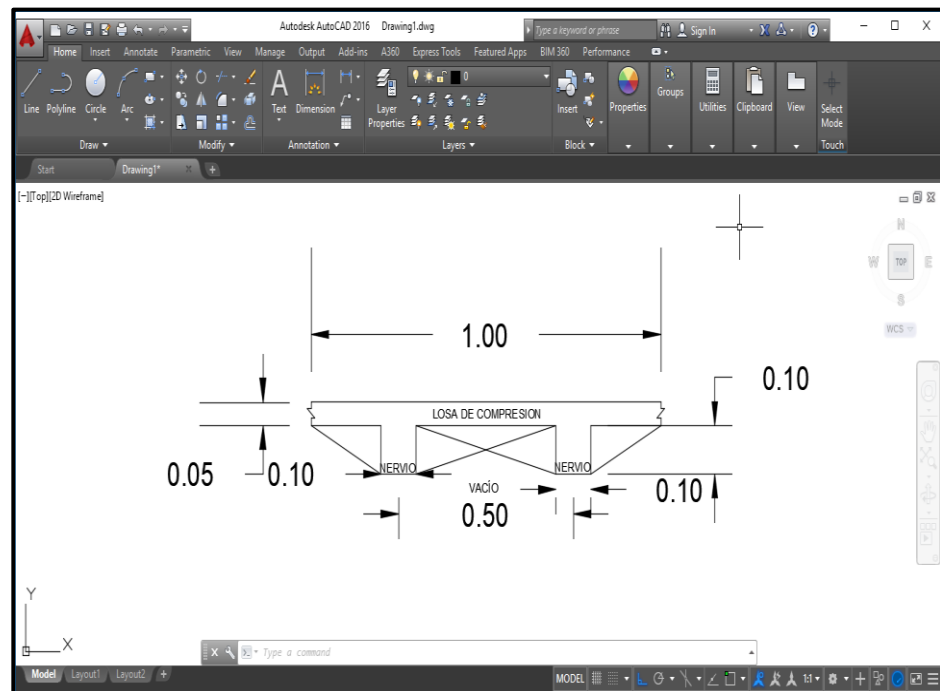 Autodesk AutoCAD 2016 Drawing1.dwg
Type a keyword or phrase
Sign In
Home Insert Annotate Parametric View Manage Output Add-ins A360 Express Tools Featured Apps BIM 360 Performance
Line Polyline Circle Arc
Text Dimension
Layer Properties
0
Insert
Properties
Groups
Utilities
Clipboard
View
Select Mode
Draw
Modify
Annotation
Layers
Block
Touch
Start
Drawing1*
[−][Top][2D Wireframe]
N
W TOP E
S
WCS
1.00
0.10
LOSA DE COMPRESION
NERVIO
NERVIO
0.05
0.10
VACÍO
0.10
0.50
Y
X
Type a command
Model Layout1 Layout2 +
MODEL
1:1